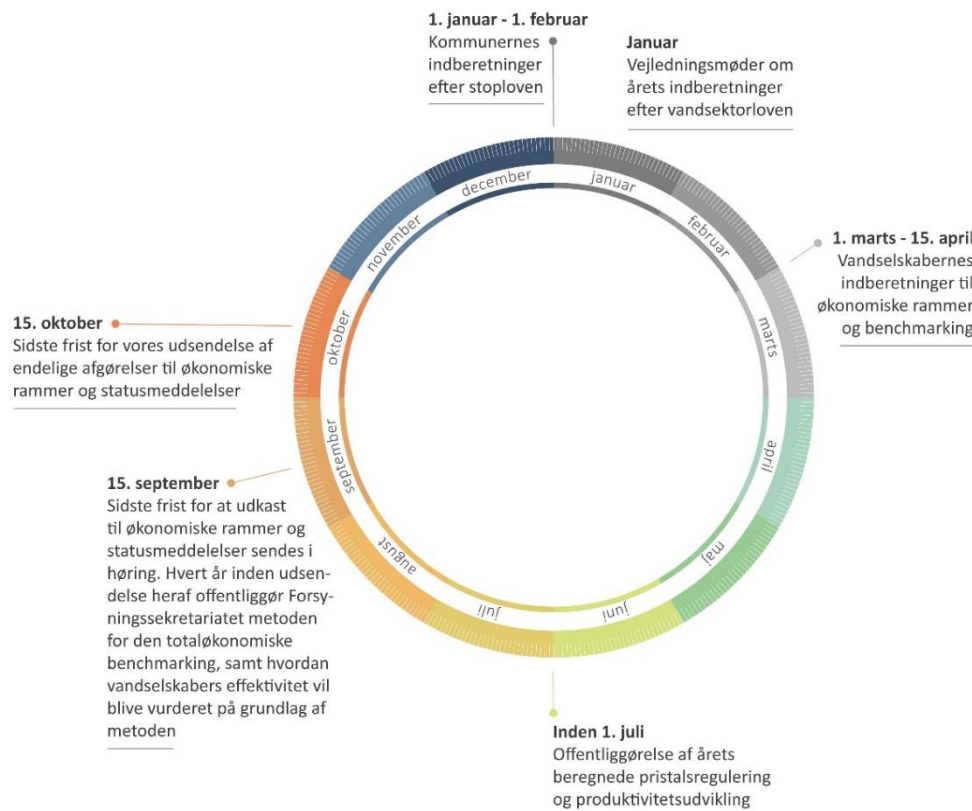 1. januar - 1. februar
Kommunernes
indberetninger
efter stoploven
Januar
Vejledningsmøder om
årets indberetninger
efter vandsektorloven
1. marts - 15. april
Vandselskabernes
indberetninger til
økonomiske rammer
og benchmarking
Inden 1. juli
Offentliggørelse af årets
beregnede pristalsregulering
og produktivitetsudvikling
15. september
Sidste frist for at udkast
til økonomiske rammer og
statusmeddelelser sendes i
høring. Hvert år inden udsen-
delse heraf offentliggør Forsy-
ningssekretariatet metoden
for den totaløkonomiske
benchmarking, samt hvordan
vandselskabers effektivitet vil
blive vurderet på grundlag af
metoden
15. oktober
Sidste frist for vores udsendelse af
endelige afgørelser til økonomiske
rammer og statusmeddelelser
januar
februar
marts
april
maj
juni
juli
august
september
oktober
november
december